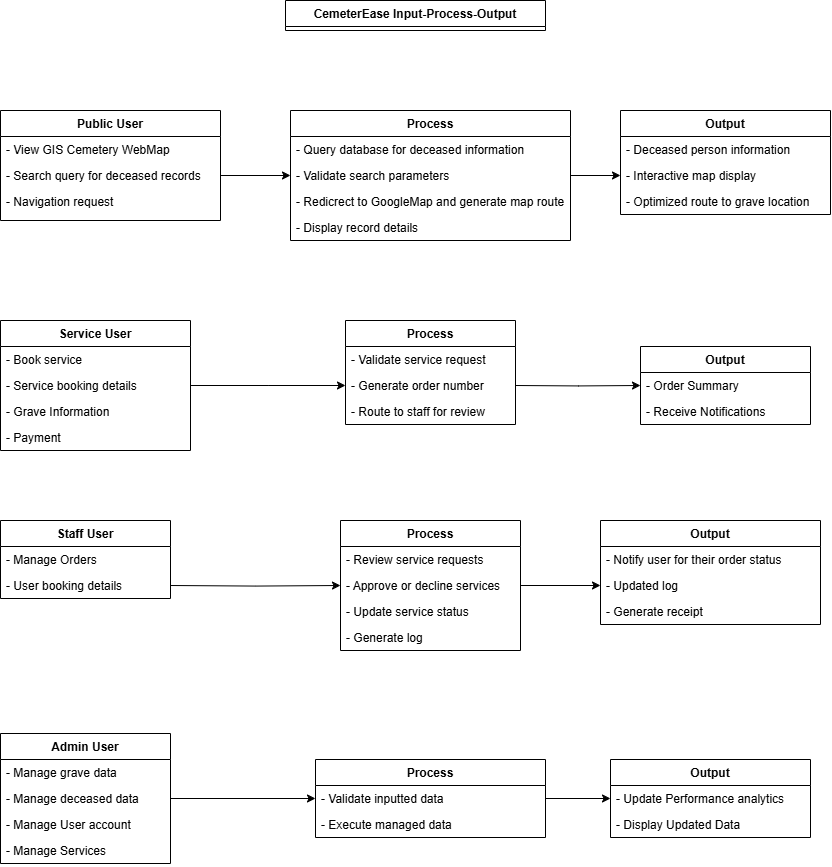 CemeterEase Input-Process-Output
Public User
- View GIS Cemetery WebMap
- Search query for deceased records
- Navigation request
Process
- Query database for deceased information
- Validate search parameters
- Redicrect to GoogleMap and generate map route
- Display record details
Output
- Deceased person information
- Interactive map display
- Optimized route to grave location
Service User
- Book service
- Service booking details
- Grave Information
- Payment
Process
- Validate service request
- Generate order number
- Route to staff for review
Output
- Order Summary
- Receive Notifications
Staff User
- Manage Orders
- User booking details
Process
- Review service requests
- Approve or decline services
- Update service status
- Generate log
Output
- Notify user for their order status
- Updated log
- Generate receipt
Admin User
- Manage grave data
- Manage deceased data
- Manage User account
- Manage Services
Process
- Validate inputted data
- Execute managed data
Output
- Update Performance analytics
- Display Updated Data